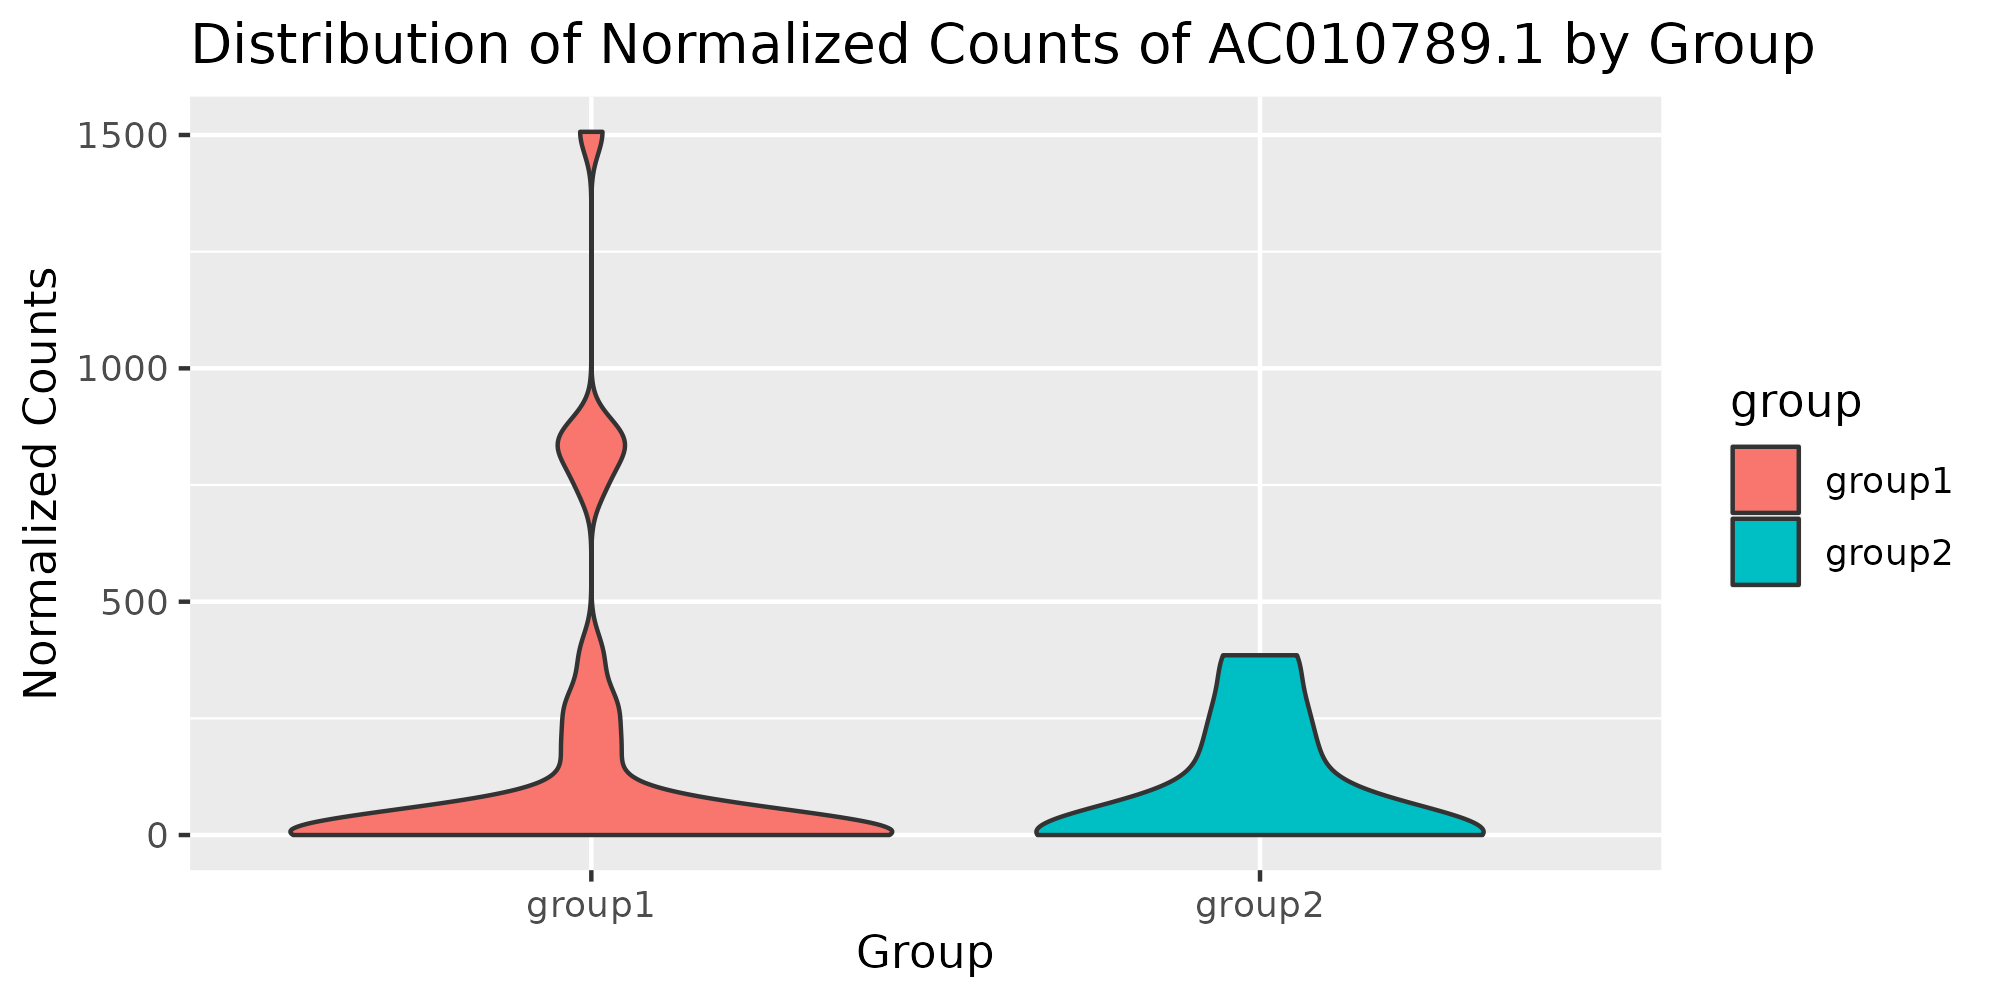 Distribution of Normalized Counts of AC010789.1 by Group
Normalized Counts
1500
1000
500
0
group1
group2
Group
group
group1
group2